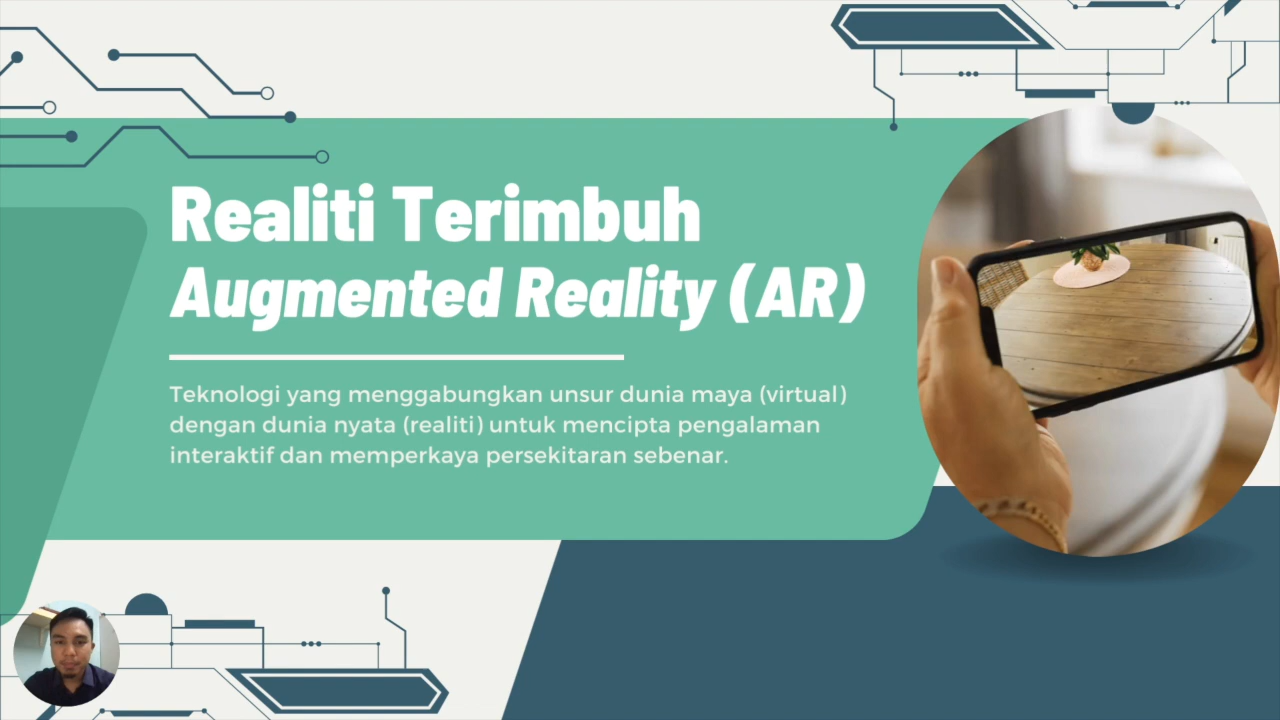 Realiti Terimbuh
Augmented Reality (AR)
Teknologi yang menggabungkan unsur dunia maya (virtual)
dengan dunia nyata (realiti) untuk mencipta pengalaman
interaktif dan memperkaya persekitaran sebenar.